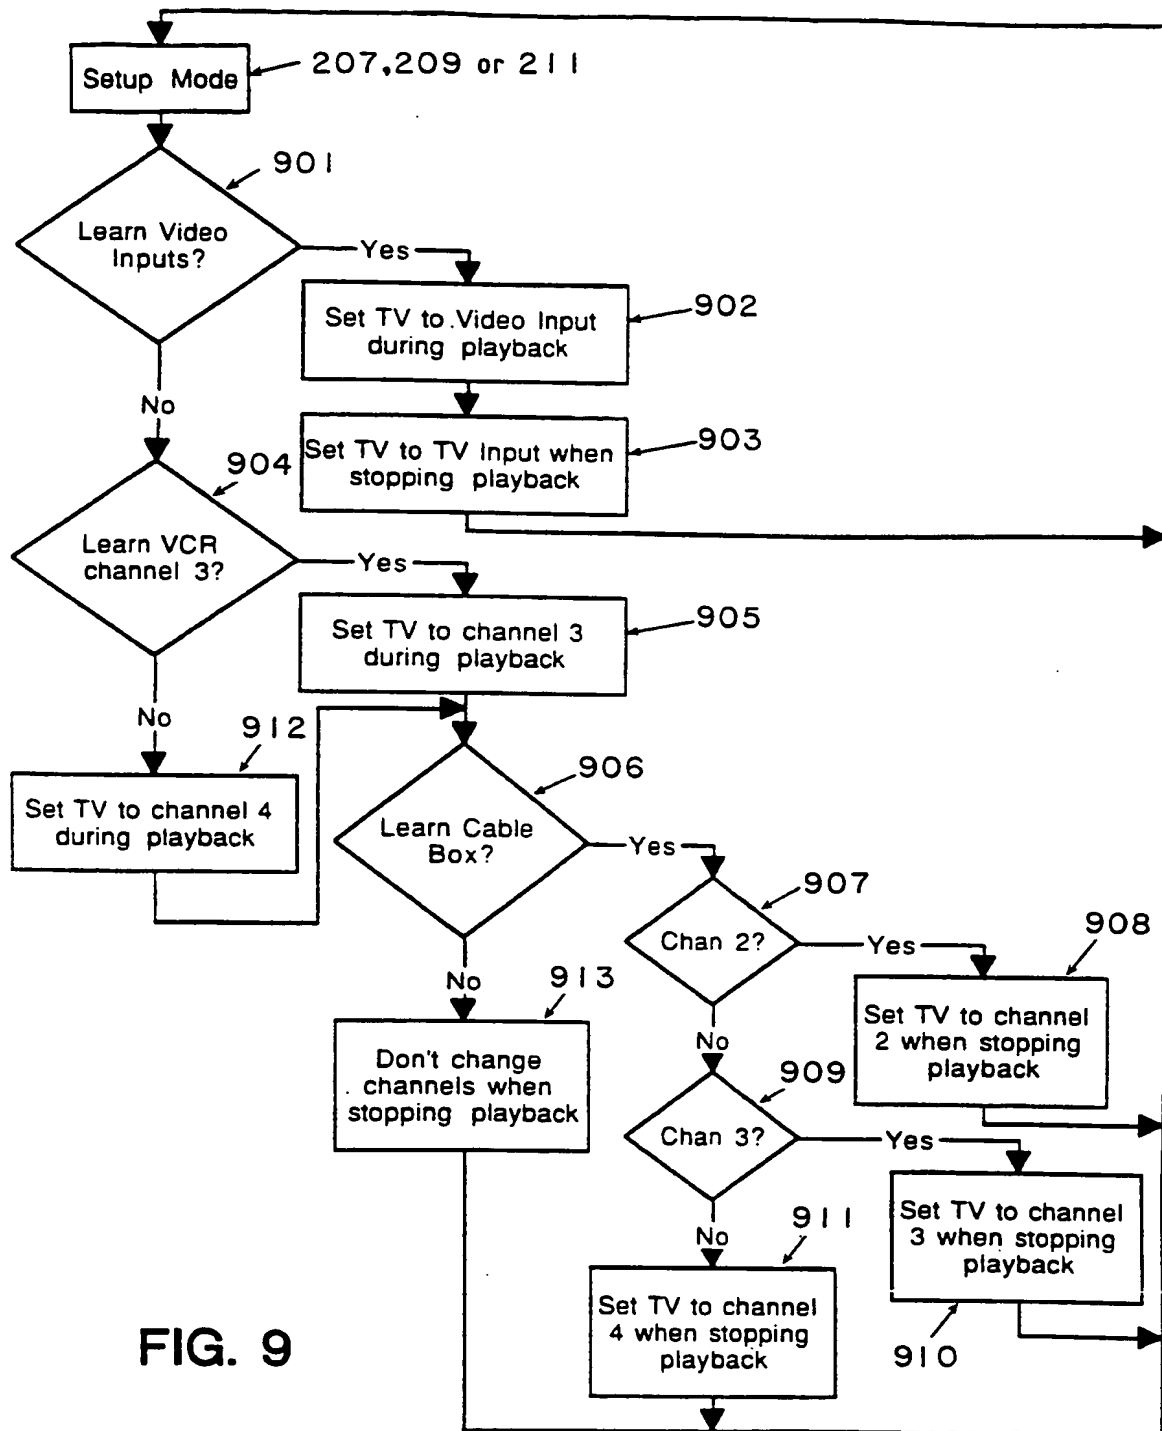 Setup Mode
207,209 or 211
901
Learn Video
Inputs?
Yes
902
Set TV to Video Input
during playback
No
903
Set TV to TV Input when
stopping playback
904
Learn VCR
channel 3?
Yes
905
Set TV to channel 3
during playback
No
912
Set TV to channel 4
during playback
906
Learn Cable
Box?
Yes
907
Chan 2?
Yes
908
Set TV to channel
2 when stopping
playback
No
913
Don't change
channels when
stopping playback
No
909
Chan 3?
Yes
Set TV to channel
3 when stopping
playback
910
No
911
Set TV to channel
4 when stopping
playback
FIG. 9